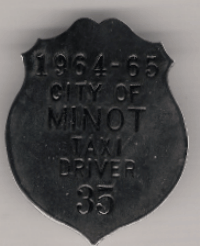 1964-65
CITY OF
MINOT
TAXI
DRIVER
35